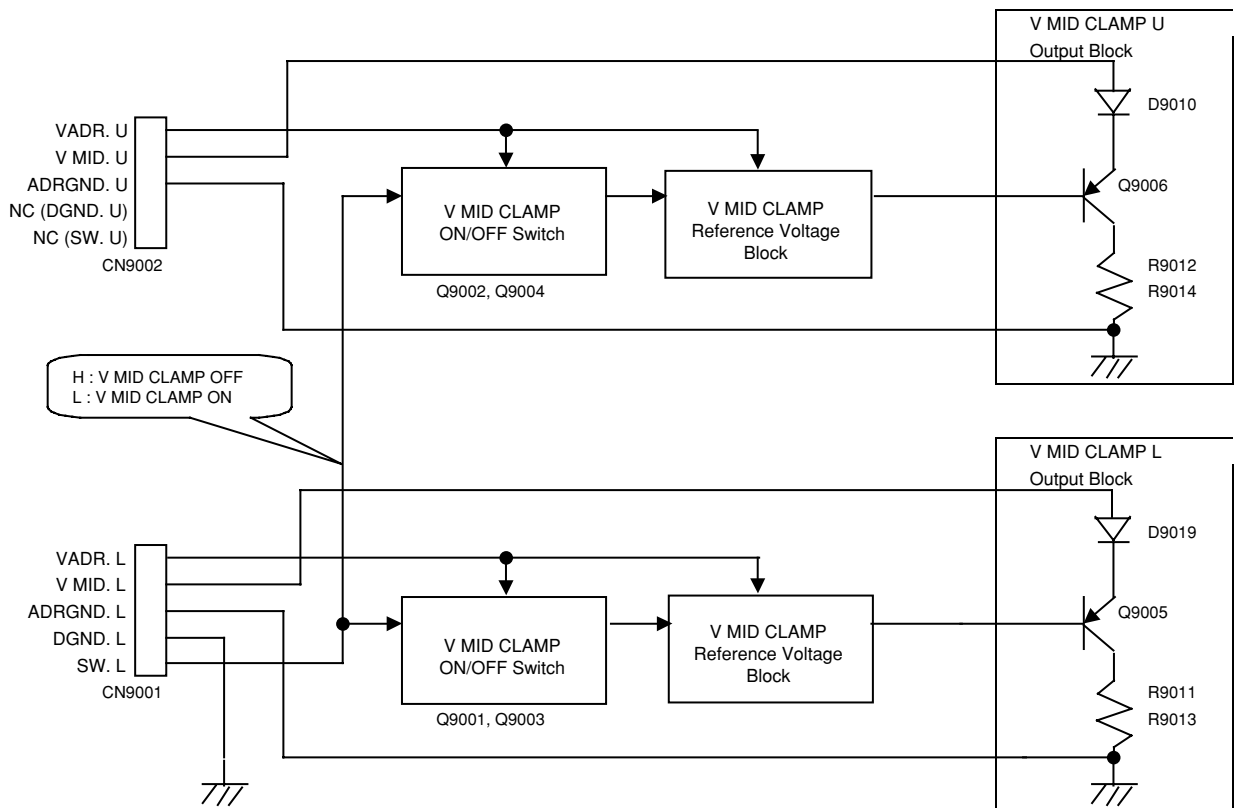 V MID CLAMP U
Output Block
D9010
VADR. U
V MID. U
ADRGND. U
NC (DGND. U)
NC (SW. U)
CN9002
V MID CLAMP
ON/OFF Switch
Q9002, Q9004
V MID CLAMP
Reference Voltage
Block
Q9006
R9012
R9014
H : V MID CLAMP OFF
L : V MID CLAMP ON
V MID CLAMP L
Output Block
D9019
VADR. L
V MID. L
ADRGND. L
DGND. L
SW. L
CN9001
V MID CLAMP
ON/OFF Switch
Q9001, Q9003
V MID CLAMP
Reference Voltage
Block
Q9005
R9011
R9013